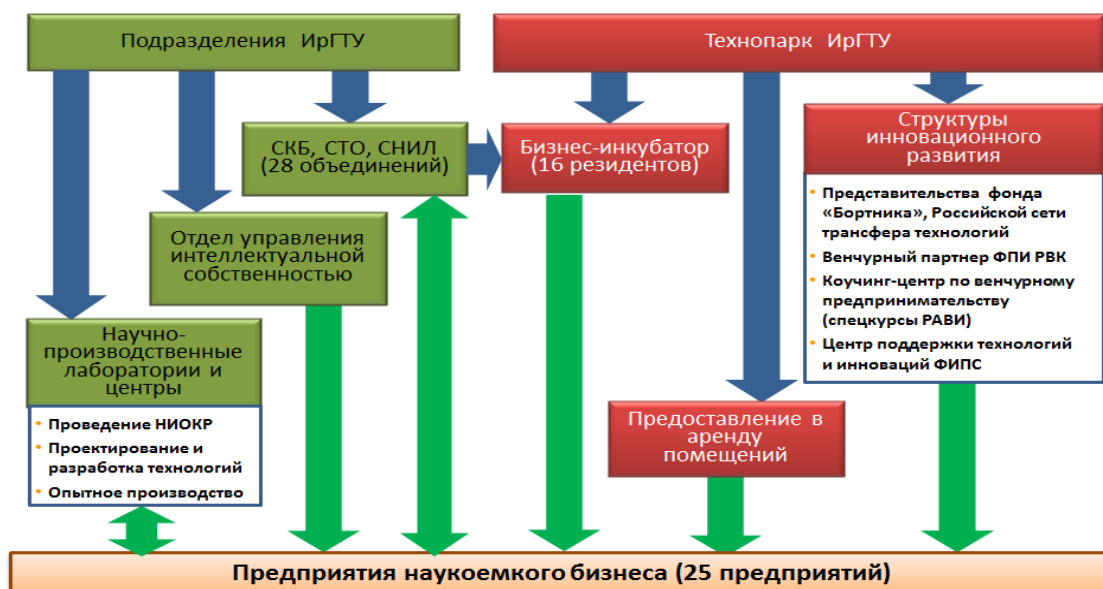 Подразделения ИрГТУ
Технопарк ИрГТУ
СКБ, СТО, СНИЛ
(28 объединений)
Бизнес-инкубатор
(16 резидентов)
Структуры
инновационного
развития
• Представительства фонда
«Бортника», Российской сети
трансфера технологий
• Венчурный партнер ФПИ РВК
• Коучинг-центр по венчурному
предпринимательству
(спецкурсы РАВИ)
• Центр поддержки технологий
и инноваций ФИПС
Отдел управления
интеллектуальной
собственностью
Научно-
производственные
лаборатории и
центры
• Проведение НИОКР
• Проектирование и
разработка технологий
• Опытное производство
Предоставление в
аренду
помещений
Предприятия наукоемкого бизнеса (25 предприятий)